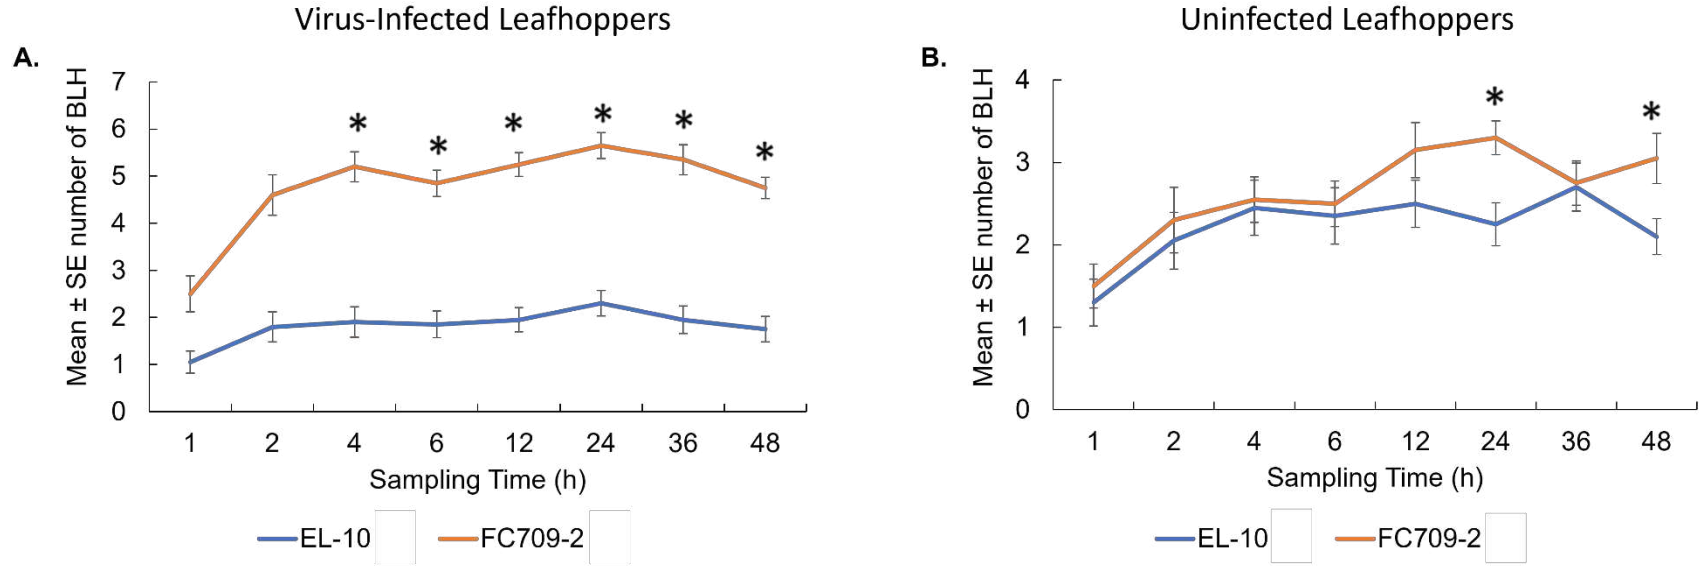 Virus-Infected Leafhoppers
A.
Mean ± SE number of BLH
7
6
5
4
3
2
1
0
* * * * * *
1 2 4 6 12 24 36 48
Sampling Time (h)
EL-10 FC709-2
Uninfected Leafhoppers
B.
Mean ± SE number of BLH
4
3
2
1
0
* *
1 2 4 6 12 24 36 48
Sampling Time (h)
EL-10 FC709-2